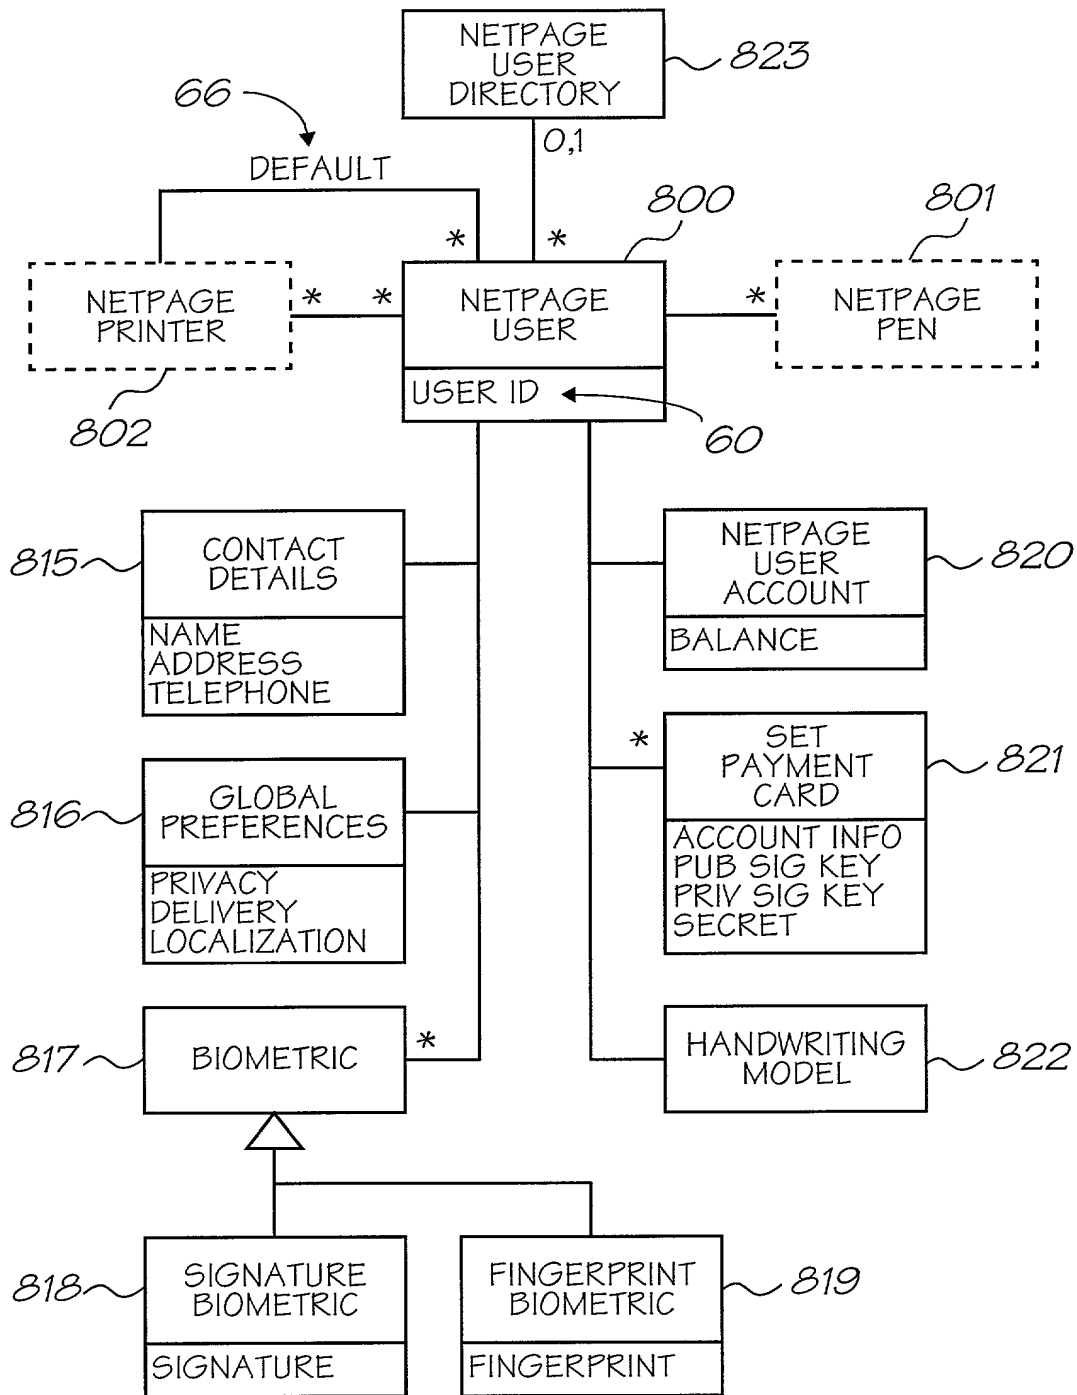 NETPAGE
USER
DIRECTORY
823
66
0,1
DEFAULT
800
801
*
*
NETPAGE
PRINTER
*
*
NETPAGE
USER
*
NETPAGE
PEN
802
USER ID
60
815
CONTACT
DETAILS
NAME
ADDRESS
TELEPHONE
NETPAGE
USER
ACCOUNT
820
BALANCE
816
GLOBAL
PREFERENCES
PRIVACY
DELIVERY
LOCALIZATION
*
SET
PAYMENT
CARD
821
ACCOUNT INFO
PUB SIG KEY
PRIV SIG KEY
SECRET
817
BIOMETRIC
*
HANDWRITING
MODEL
822
818
SIGNATURE
BIOMETRIC
SIGNATURE
FINGERPRINT
BIOMETRIC
819
FINGERPRINT